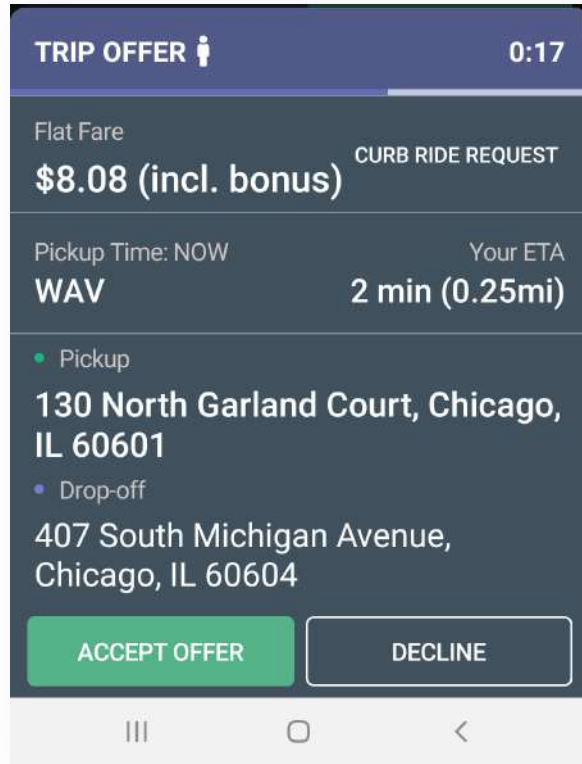 TRIP OFFER
0:17
Flat Fare
$8.08 (incl. bonus)
CURB RIDE REQUEST
Pickup Time: NOW
Your ETA
WAV
2 min (0.25mi)
Pickup
130 North Garland Court, Chicago,
IL 60601
Drop-off
407 South Michigan Avenue,
Chicago, IL 60604
ACCEPT OFFER
DECLINE